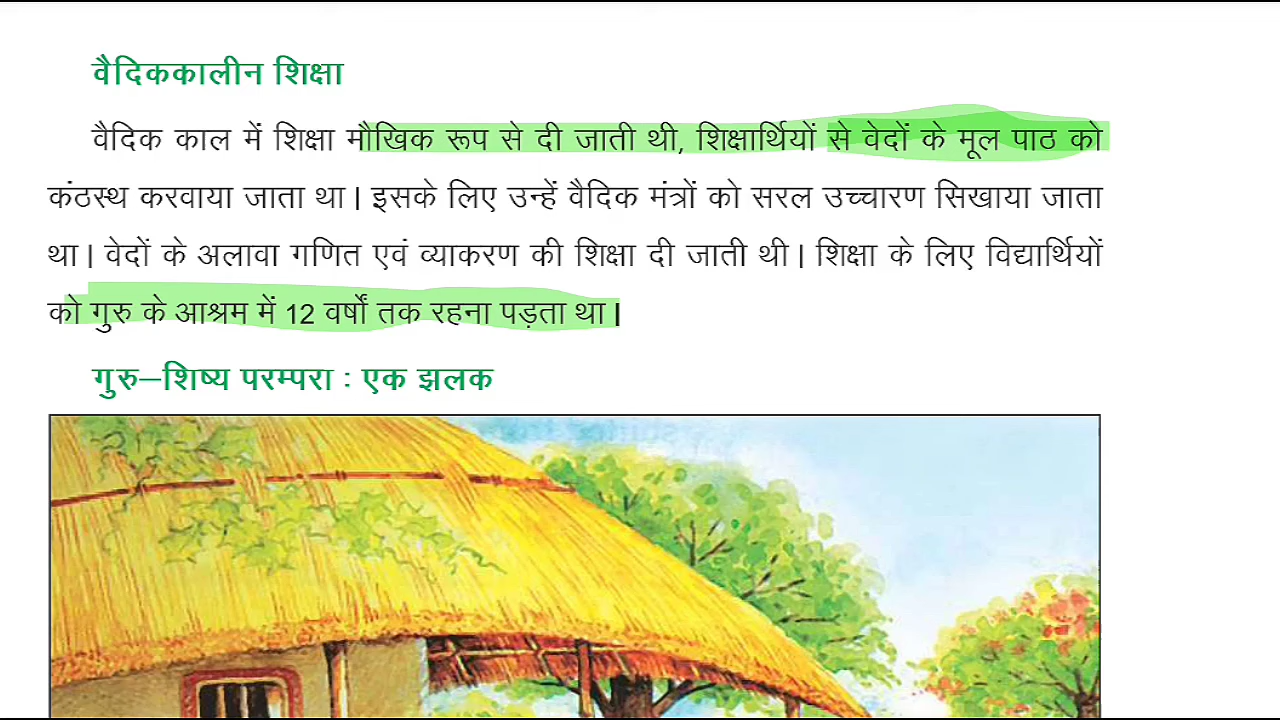 वैदिककालीन शिक्षा
वैदिक काल में शिक्षा मौखिक रूप से दी जाती थी, शिक्षार्थियों से वेदों के मूल पाठ को
कंठस्थ करवाया जाता था। इसके लिए उन्हें वैदिक मंत्रों को सरल उच्चारण सिखाया जाता
था। वेदों के अलावा गणित एवं व्याकरण की शिक्षा दी जाती थी। शिक्षा के लिए विद्यार्थियों
को गुरु के आश्रम में 12 वर्षों तक रहना पड़ता था।
गुरु–शिष्य परम्परा : एक झलक